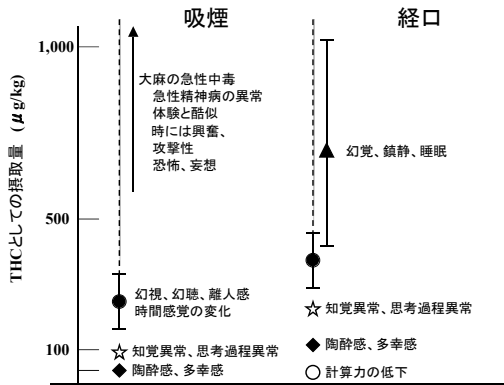 吸煙
経口
THCとしての摂取量 (μg/kg)
1,000
500
100
大麻の急性中毒
急性精神病の異常
体験と酷似
時には興奮、
攻撃性
恐怖、妄想
幻視、幻聴、離人感
時間感覚の変化
知覚異常、思考過程異常
陶酔感、多幸感
幻覚、鎮静、睡眠
知覚異常、思考過程異常
陶酔感、多幸感
計算力の低下